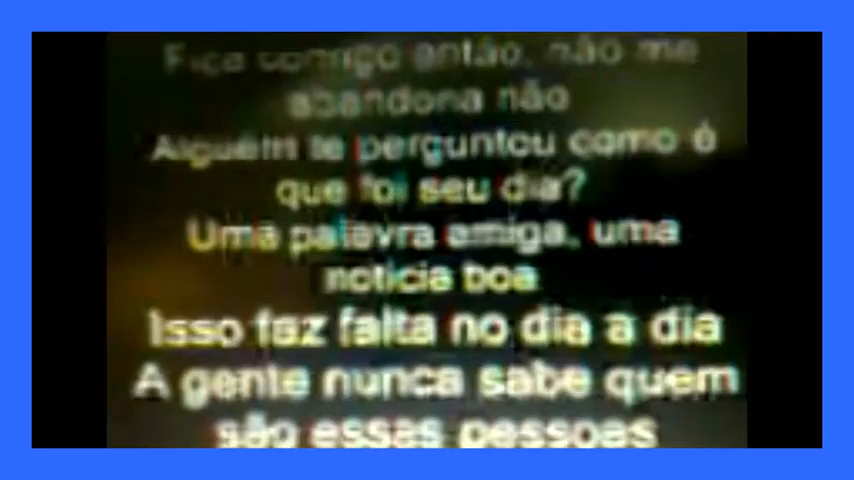 Fica comigo então, não me
abandona não
Alguém te perguntou como é
que foi seu dia?
Uma palavra amiga, uma
notícia boa
Isso faz falta no dia a dia
A gente nunca sabe quem
são essas pessoas